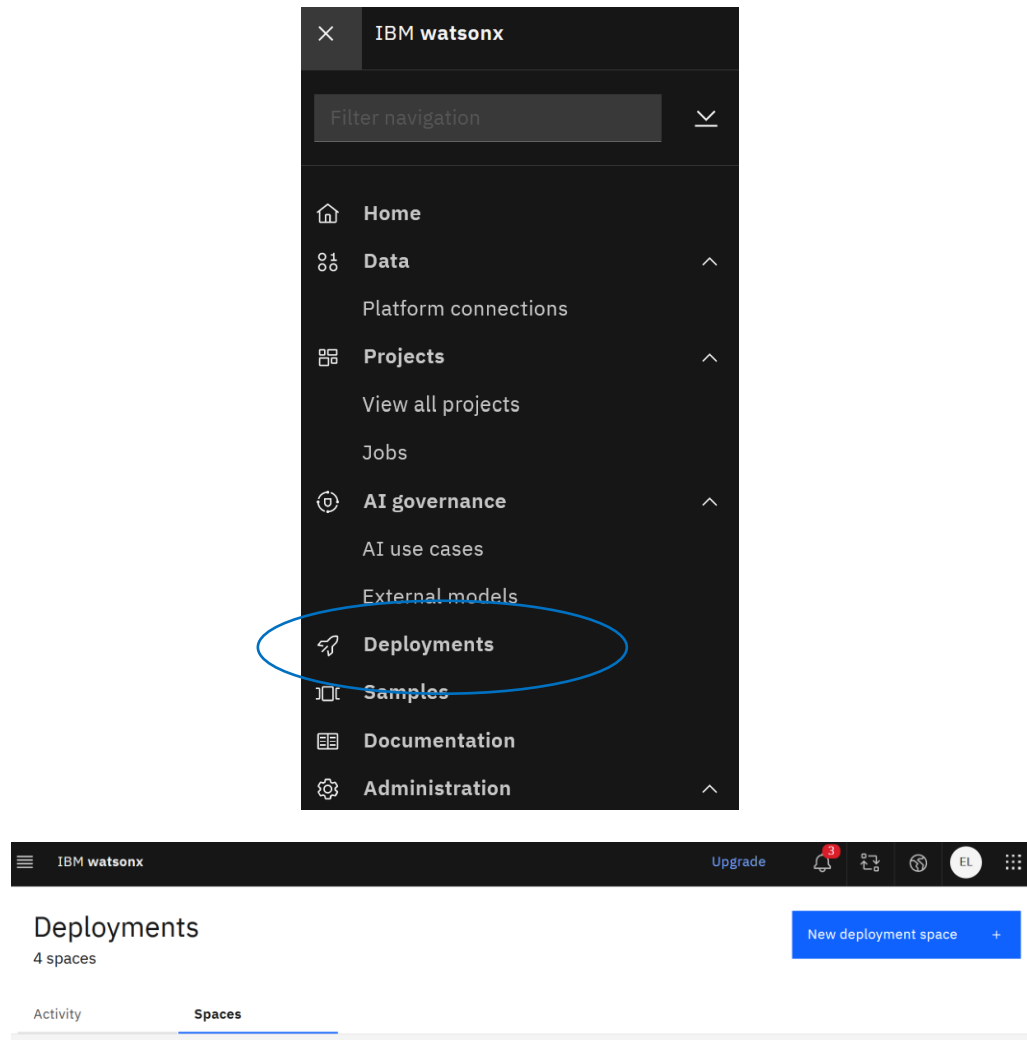 IBM watsonx
Filter navigation
Home
Data
Platform connections
Projects
View all projects
Jobs
AI governance
AI use cases
External models
Deployments
Samples
Documentation
Administration
IBM watsonx
Upgrade
3
EL
Deployments
New deployment space +
4 spaces
Activity
Spaces